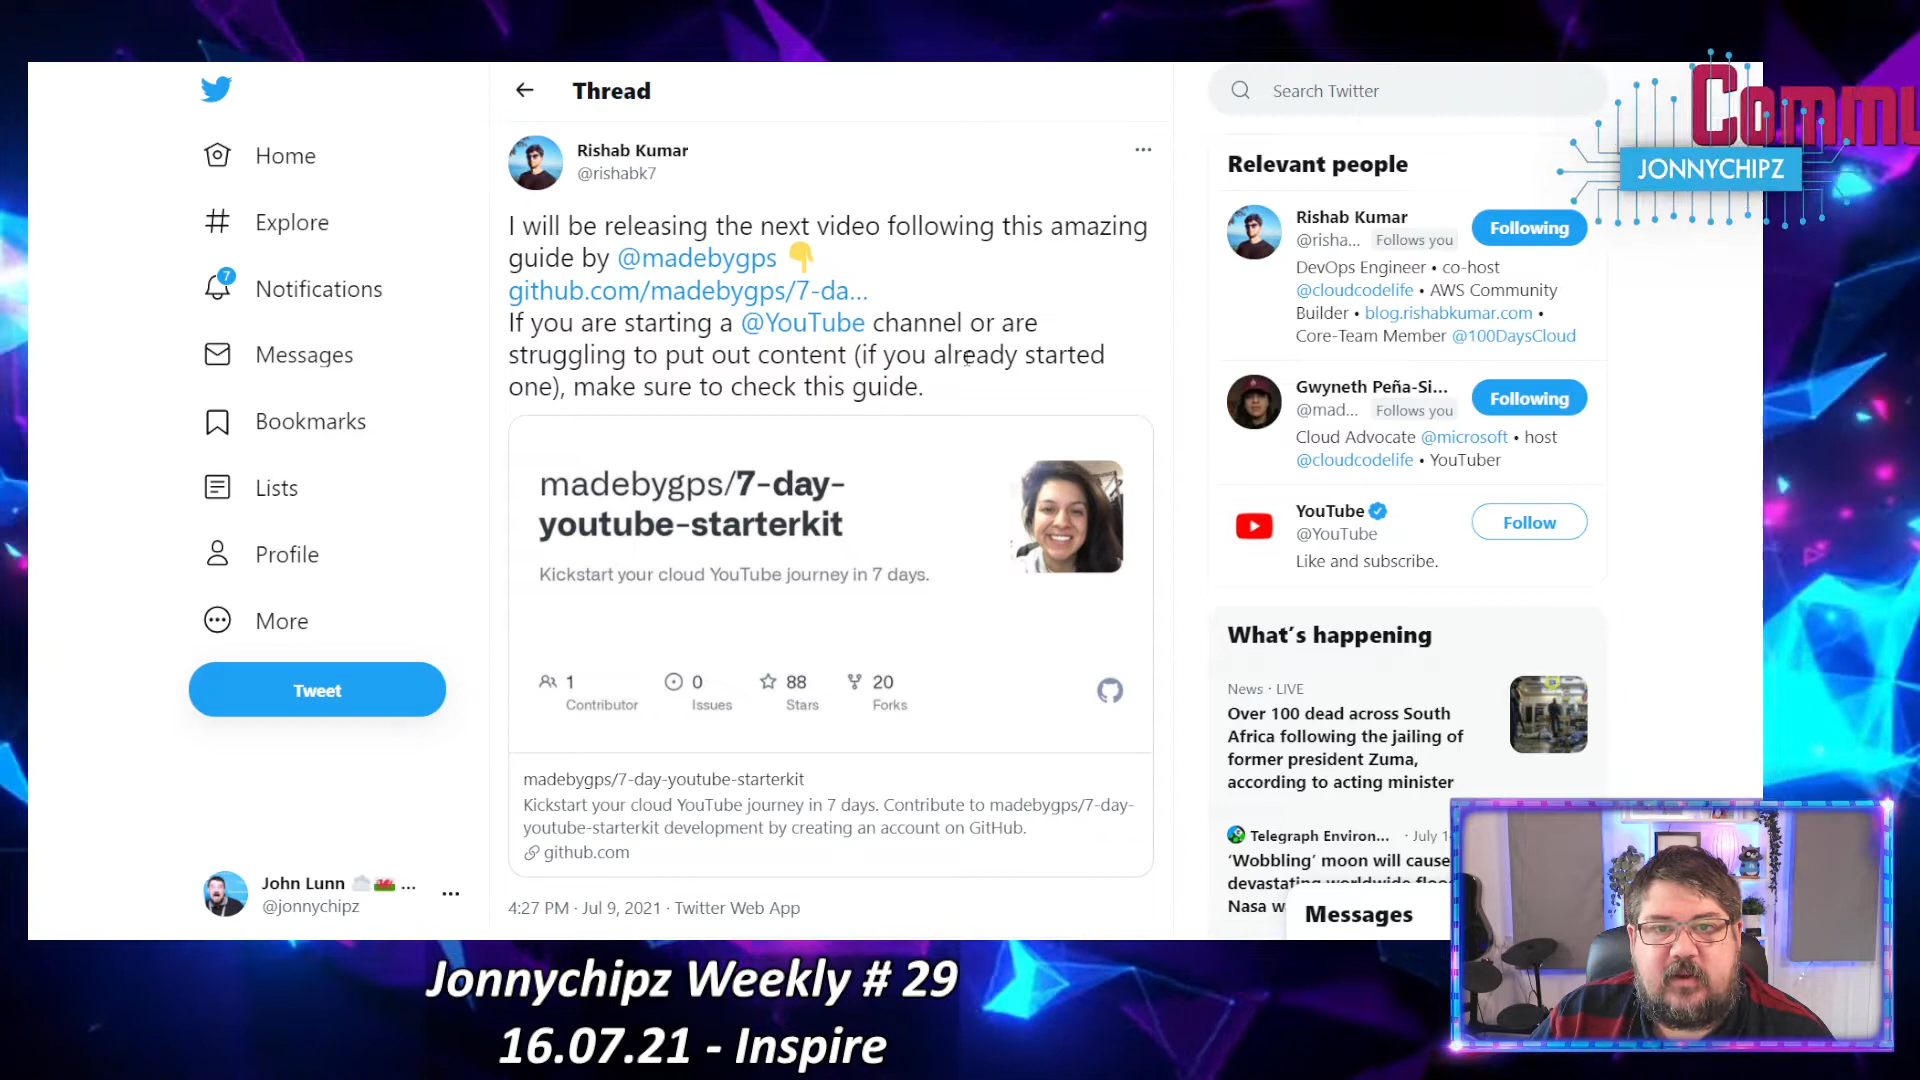 Home
Explore
7
Notifications
Messages
Bookmarks
Lists
Profile
More
Tweet
John Lunn ...
@jonnychipz
Thread
Rishab Kumar
@rishabk7
I will be releasing the next video following this amazing
guide by @madebygps
github.com/madebygps/7-da...
If you are starting a @YouTube channel or are
struggling to put out content (if you already started
one), make sure to check this guide.
madebygps/7-day-
youtube-starterkit
Kickstart your cloud YouTube journey in 7 days.
1
Contributor
0
Issues
88
Stars
20
Forks
madebygps/7-day-youtube-starterkit
Kickstart your cloud YouTube journey in 7 days. Contribute to madebygps/7-day-
youtube-starterkit development by creating an account on GitHub.
github.com
4:27 PM · Jul 9, 2021 · Twitter Web App
Search Twitter
Commu
JONNYCHIPZ
Relevant people
Rishab Kumar
@risha... Follows you
Following
DevOps Engineer • co-host
@cloudcodelife • AWS Community
Builder • blog.rishabkumar.com •
Core-Team Member @100DaysCloud
Gwyneth Peña-Si...
@mad... Follows you
Following
Cloud Advocate @microsoft • host
@cloudcodelife • YouTuber
YouTube
@YouTube
Follow
Like and subscribe.
What's happening
News · LIVE
Over 100 dead across South
Africa following the jailing of
former president Zuma,
according to acting minister
Telegraph Environ... · July 1
'Wobbling' moon will cause
devastating worldwide
Nasa
Messages
Jonnychipz Weekly # 29
16.07.21 - Inspire